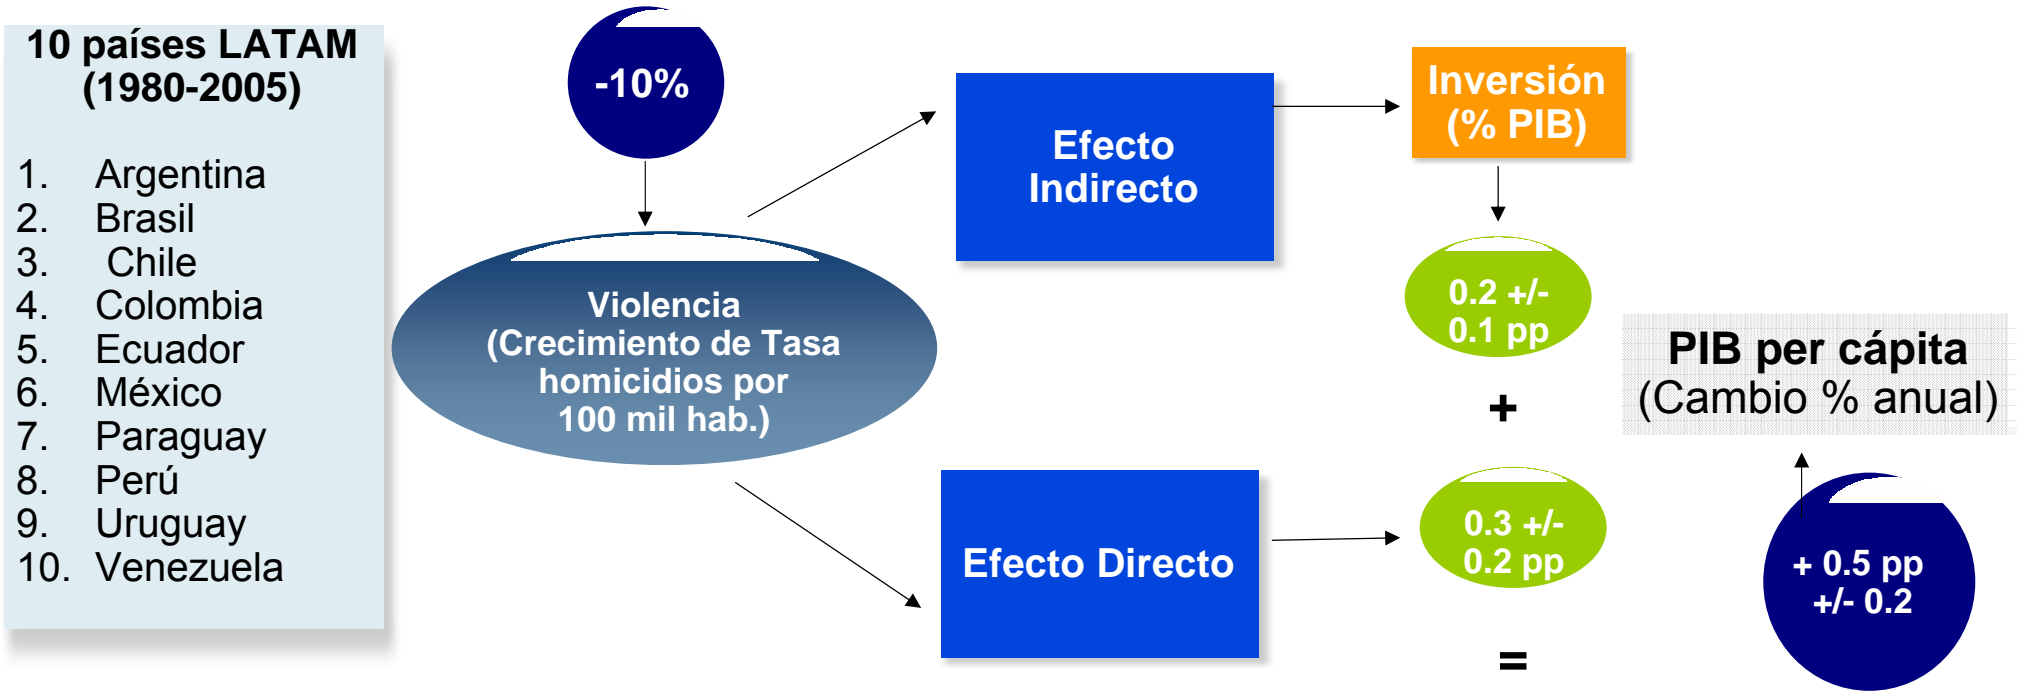 10 países LATAM
(1980-2005)
1. Argentina
2. Brasil
3. Chile
4. Colombia
5. Ecuador
6. México
7. Paraguay
8. Perú
9. Uruguay
10. Venezuela
-10%
Violencia
(Crecimiento de Tasa
homicidios por
100 mil hab.)
Efecto
Indirecto
Inversión
(% PIB)
0.2 +/-
0.1 pp
+
Efecto Directo
0.3 +/-
0.2 pp
=
PIB per cápita
(Cambio % anual)
+ 0.5 pp
+/- 0.2